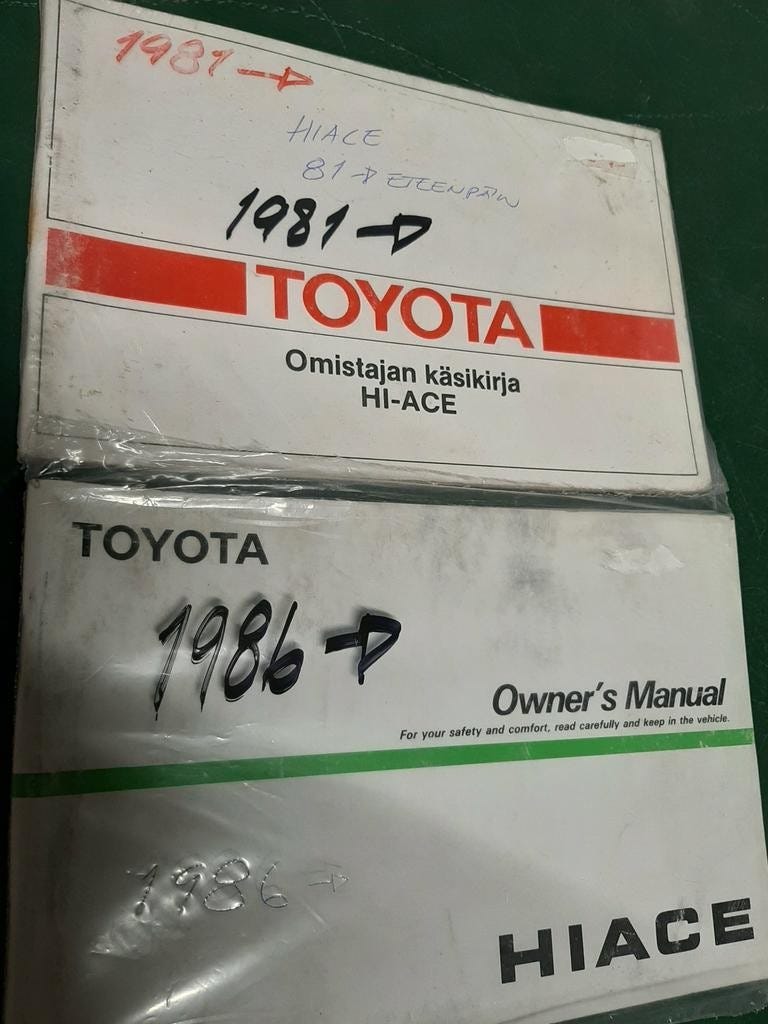 1981 →
HIACE
81 → ETEENPÄIN
1981 →
TOYOTA
Omistajan käsikirja
HI-ACE
TOYOTA
1986 →
Owner's Manual
For your safety and comfort, read carefully and keep in the vehicle.
1986 →
HIACE